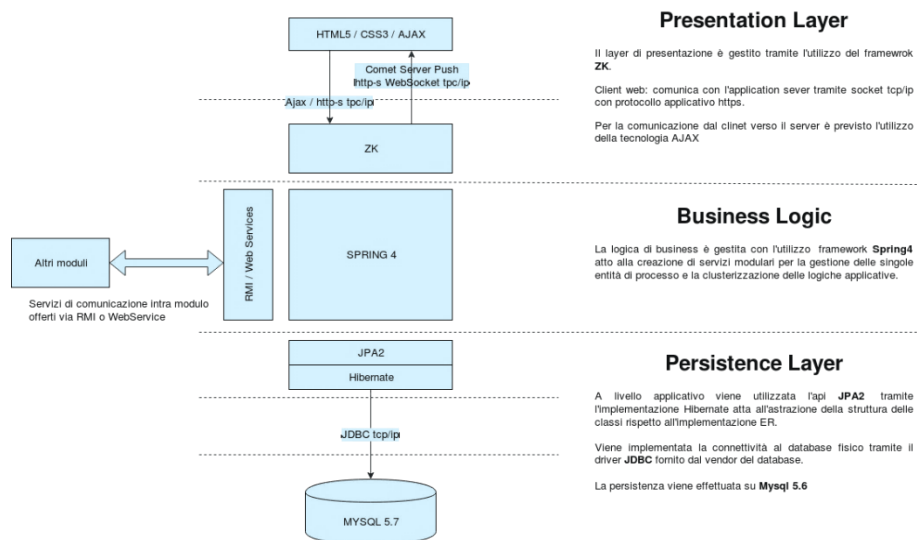 HTML5 / CSS3 / AJAX
Comet Server Push
http-s WebSocket tpc/ip
Ajax / http-s tpc/ip
ZK
Presentation Layer
Il layer di presentazione è gestito tramite l'utilizzo del framewrok
ZK.
Client web: comunica con l'application sever tramite socket tcp/ip
con protocollo applicativo https.
Per la comunicazione dal clinet verso il server è previsto l'utilizzo
della tecnologia AJAX
Altri moduli
RMI / Web Services
SPRING 4
Servizi di comunicazione intra modulo
offerti via RMI o WebService
Business Logic
La logica di business è gestita con l'utilizzo framework Spring4
atto alla creazione di servizi modulari per la gestione delle singole
entità di processo e la clusterizzazione delle logiche applicative.
JPA2
Hibernate
JDBC tcp/ip
MYSQL 5.7
Persistence Layer
A livello applicativo viene utilizzata l'api JPA2 tramite
l'implementazione Hibernate atta all'astrazione della struttura delle
classi rispetto all'implementazione ER.
Viene implementata la connettività al database fisico tramite il
driver JDBC fornito dal vendor del database.
La persistenza viene effettuata su Mysql 5.6